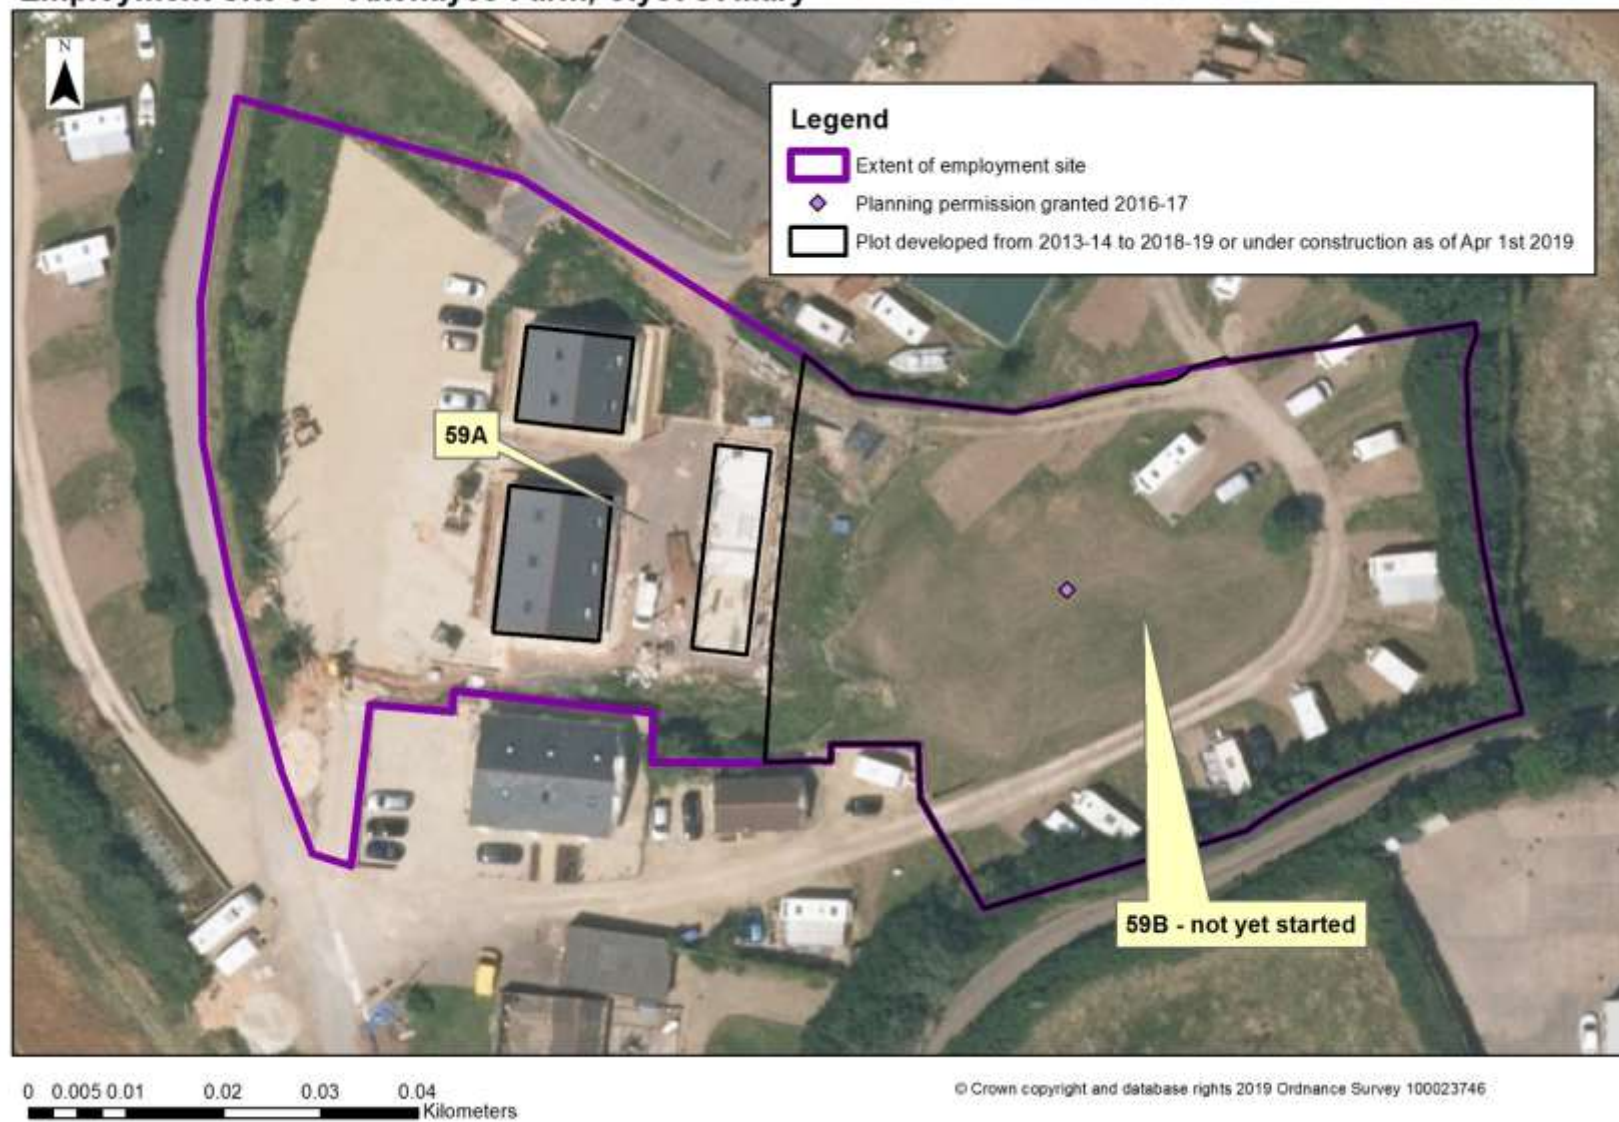 N
Legend
Extent of employment site
Planning permission granted 2016-17
Plot developed from 2013-14 to 2018-19 or under construction as of Apr 1st 2019
59A
59B - not yet started
0 0.005 0.01 0.02 0.03 0.04
Kilometers
© Crown copyright and database rights 2019 Ordnance Survey 100023746